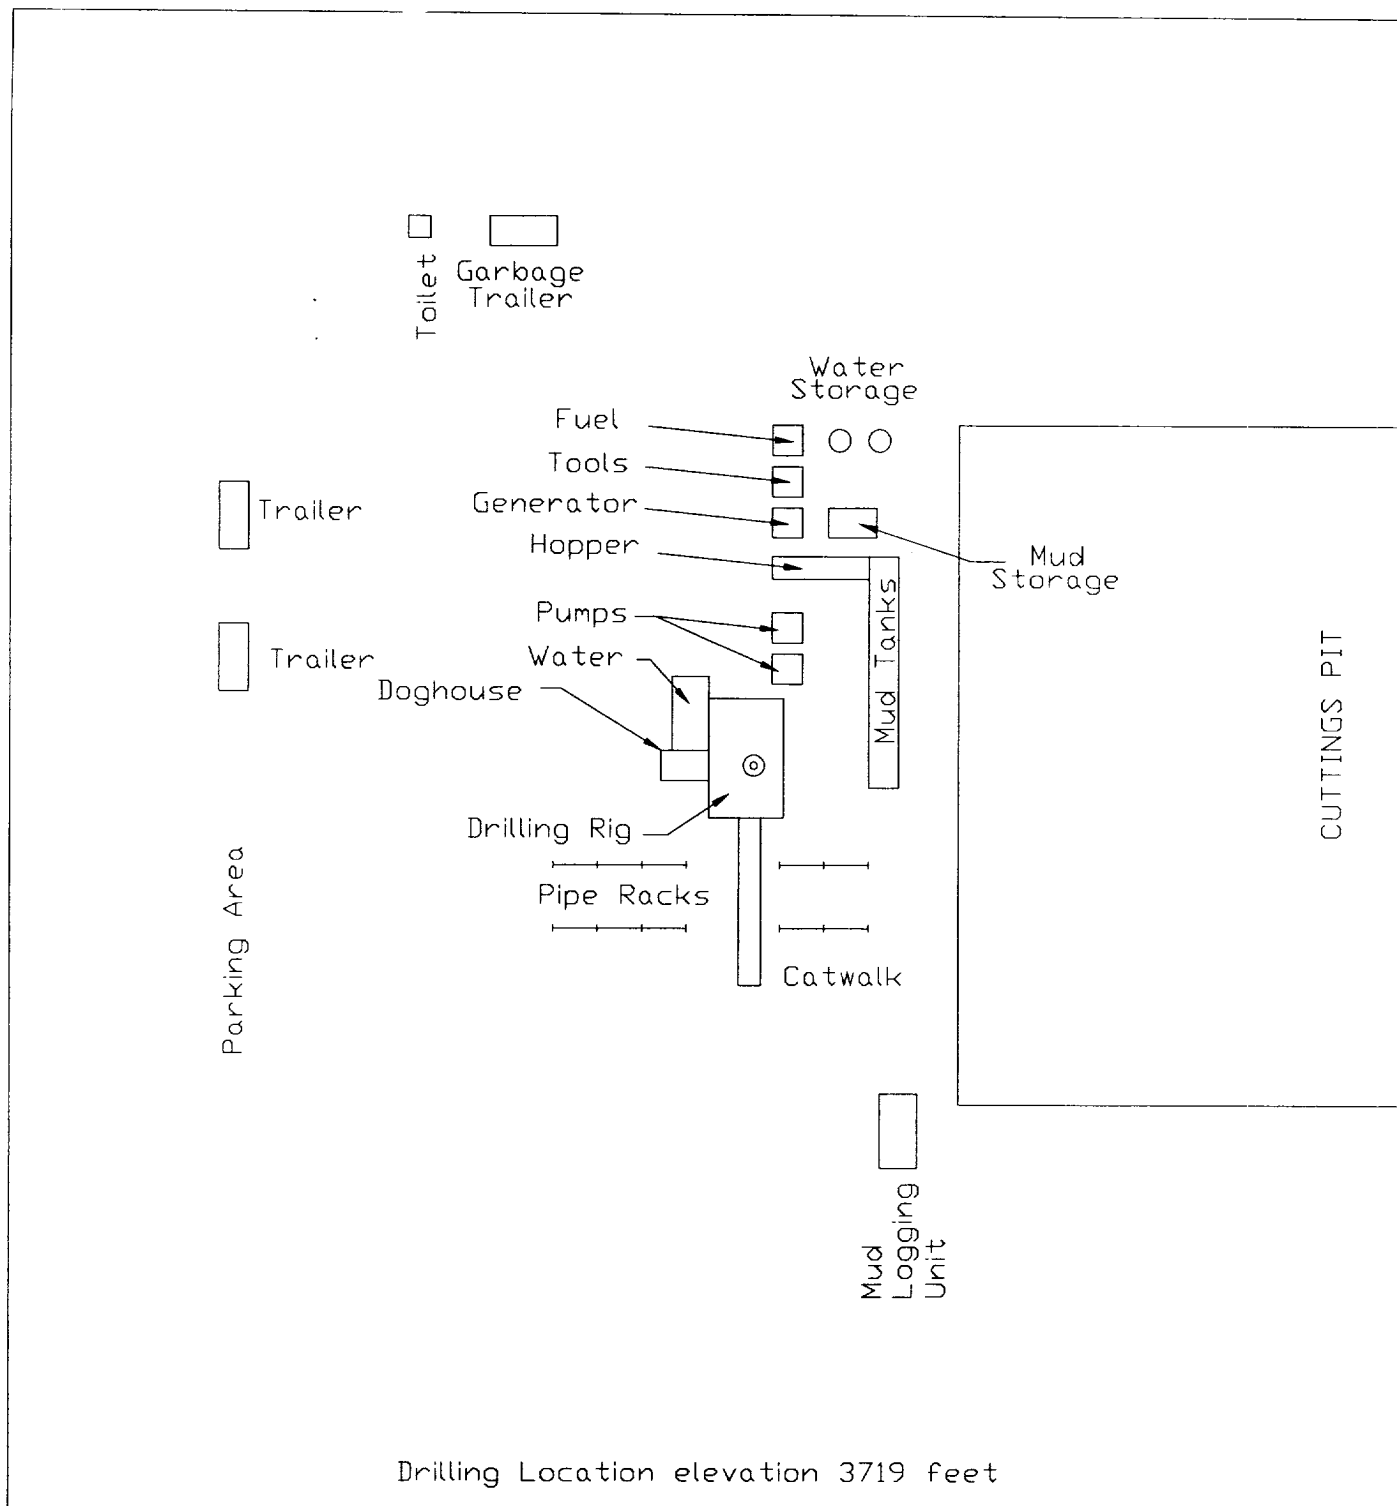 Toilet
Garbage
Trailer
Water
Storage
Fuel
Tools
Generator
Hopper
Mud
Storage
Trailer
Pumps
Mud Tanks
Water
Trailer
Doghouse
CUTTINGS PIT
Drilling Rig
Pipe Racks
Parking Area
Catwalk
Mud
Logging
Unit
Drilling Location elevation 3719 feet